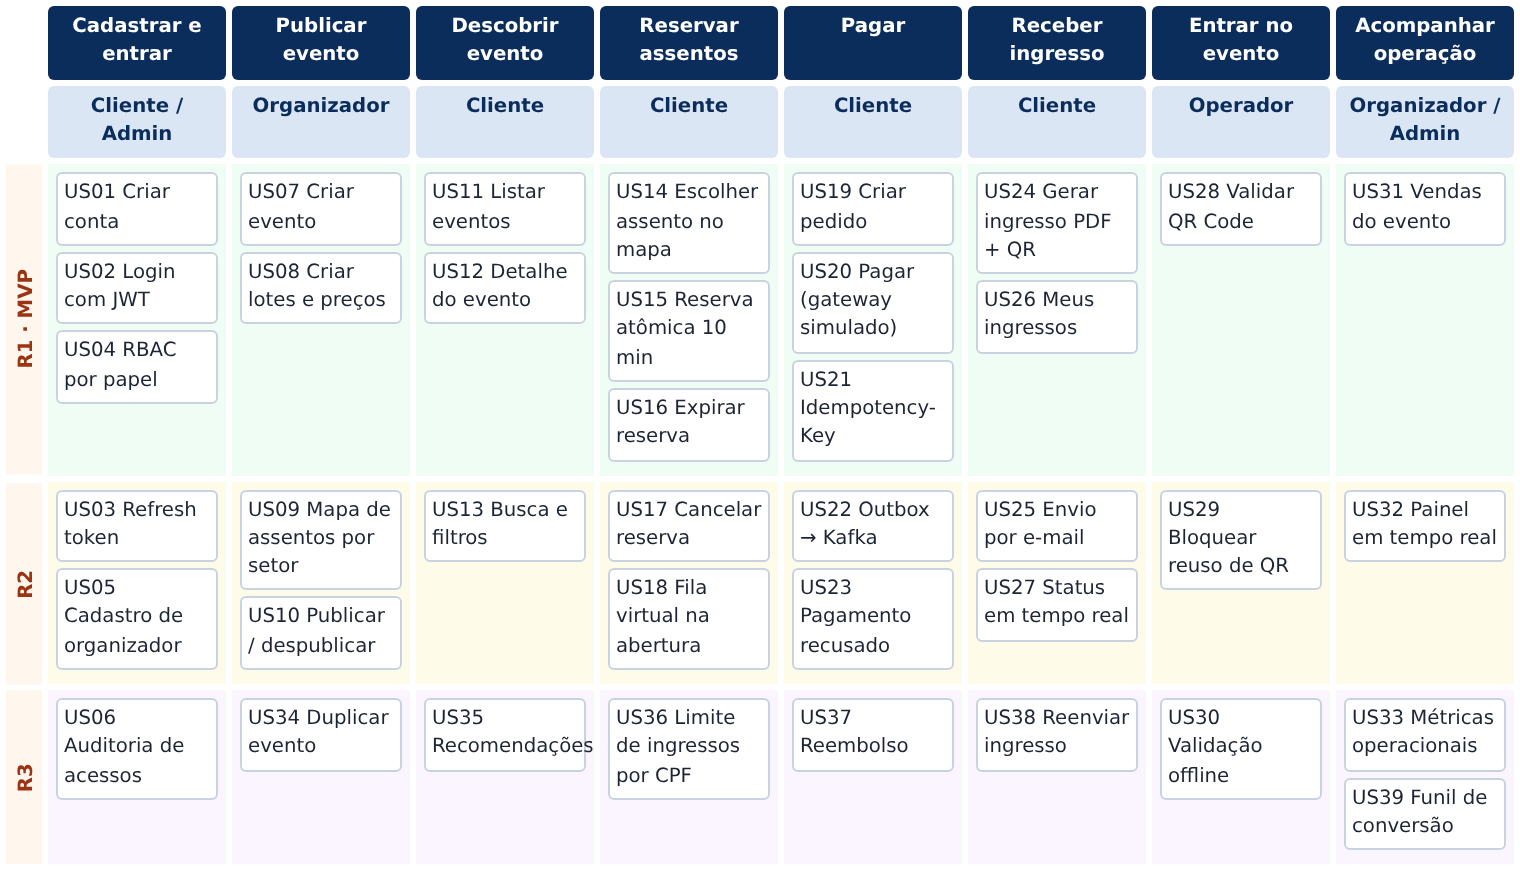 Cadastrar e
entrar
Publicar
evento
Descobrir
evento
Reservar
assentos
Pagar
Receber
ingresso
Entrar no
evento
Acompanhar
operação
Cliente /
Admin
Organizador
Cliente
Cliente
Cliente
Cliente
Operador
Organizador /
Admin
R1 · MVP
US01 Criar
conta
US02 Login
com JWT
US04 RBAC
por papel
US07 Criar
evento
US08 Criar
lotes e preços
US11 Listar
eventos
US12 Detalhe
do evento
US14 Escolher
assento no
mapa
US15 Reserva
atômica 10
min
US16 Expirar
reserva
US19 Criar
pedido
US20 Pagar
(gateway
simulado)
US21
Idempotency-
Key
US24 Gerar
ingresso PDF
+ QR
US26 Meus
ingressos
US28 Validar
QR Code
US31 Vendas
do evento
R2
US03 Refresh
token
US05
Cadastro de
organizador
US09 Mapa de
assentos por
setor
US10 Publicar
/ despublicar
US13 Busca e
filtros
US17 Cancelar
reserva
US18 Fila
virtual na
abertura
US22 Outbox
→ Kafka
US23
Pagamento
recusado
US25 Envio
por e-mail
US27 Status
em tempo real
US29
Bloquear
reuso de QR
US32 Painel
em tempo real
R3
US06
Auditoria de
acessos
US34 Duplicar
evento
US35
Recomendações
US36 Limite
de ingressos
por CPF
US37
Reembolso
US38 Reenviar
ingresso
US30
Validação
offline
US33 Métricas
operacionais
US39 Funil de
conversão